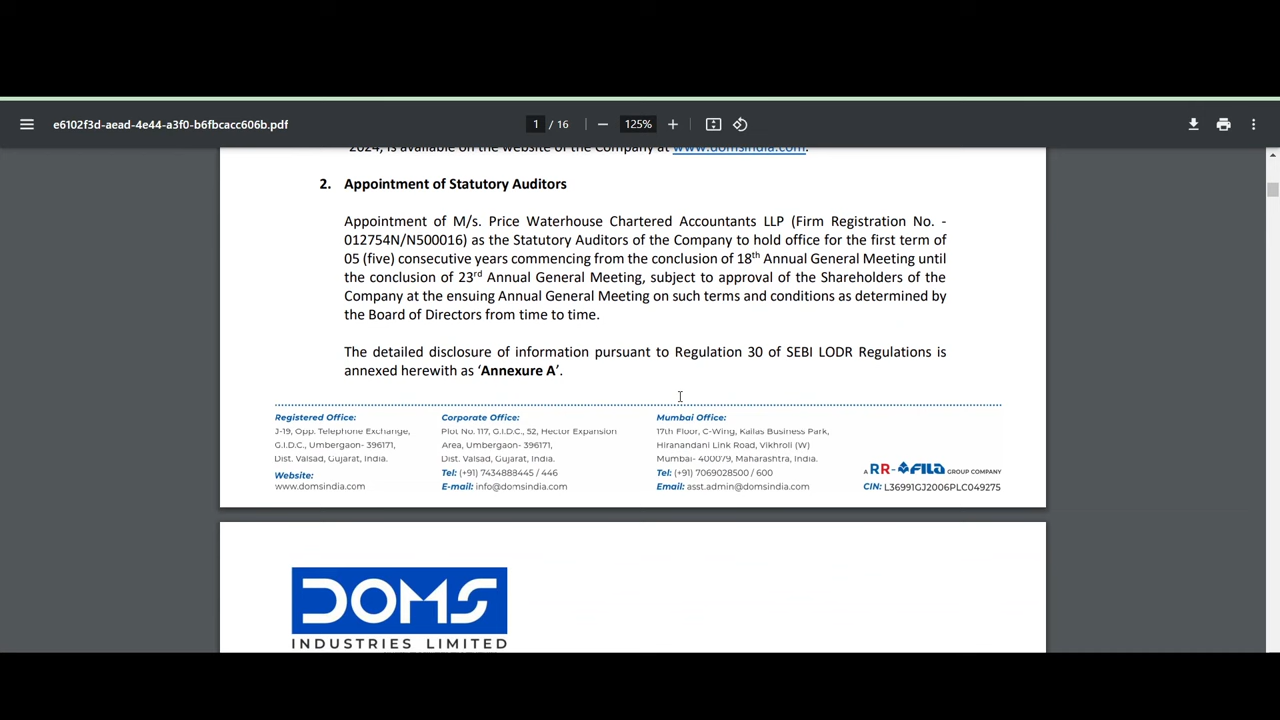 e6102f3d-aead-4e44-a3f0-b6fbcacc606b.pdf
1 / 16
125%
2024, is available on the website of the Company at www.domsindia.com.
2. Appointment of Statutory Auditors
Appointment of M/s. Price Waterhouse Chartered Accountants LLP (Firm Registration No. -
012754N/N500016) as the Statutory Auditors of the Company to hold office for the first term of
05 (five) consecutive years commencing from the conclusion of 18th Annual General Meeting until
the conclusion of 23rd Annual General Meeting, subject to approval of the Shareholders of the
Company at the ensuing Annual General Meeting on such terms and conditions as determined by
the Board of Directors from time to time.
The detailed disclosure of information pursuant to Regulation 30 of SEBI LODR Regulations is
annexed herewith as ‘Annexure A’.
Registered Office:
J-19, Opp. Telephone Exchange,
G.I.D.C., Umbergaon- 396171,
Dist. Valsad, Gujarat, India.
Website:
www.domsindia.com
Corporate Office:
Plot No. 117, G.I.D.C., 52, Hector Expansion
Area, Umbergaon- 396171,
Dist. Valsad, Gujarat, India.
Tel: (+91) 7434888445 / 446
E-mail: info@domsindia.com
Mumbai Office:
17th Floor, C-Wing, Kailas Business Park,
Hiranandani Link Road, Vikhroli (W)
Mumbai- 400079, Maharashtra, India.
Tel: (+91) 7069028500 / 600
Email: asst.admin@domsindia.com
A RR- FILA GROUP COMPANY
CIN: L36991GJ2006PLC049275
DOMS
INDUSTRIES LIMITED